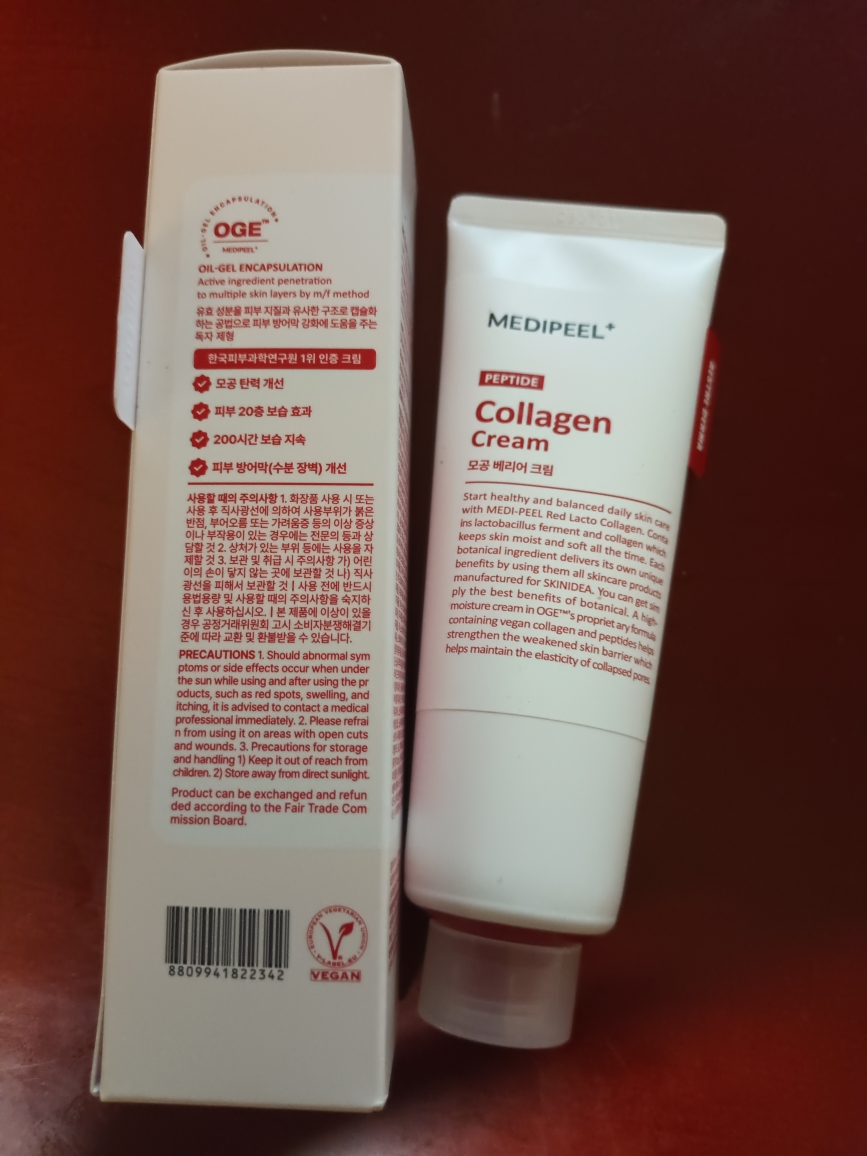 OIL-GEL ENCAPSULATION
OGE™
MEDIPEEL+
OIL-GEL ENCAPSULATION
Active ingredient penetration
to multiple skin layers by m/f method
유효 성분을 피부 지질과 유사한 구조로 캡슐화
하는 공법으로 피부 방어막 강화에 도움을 주는
독자 제형
한국피부과학연구원 1위 인증 크림
모공 탄력 개선
피부 20층 보습 효과
200시간 보습 지속
피부 방어막(수분 장벽) 개선
사용할 때의 주의사항 1. 화장품 사용 시 또는
사용 후 직사광선에 의하여 사용부위가 붉은
반점, 부어오름 또는 가려움증 등의 이상 증상
이나 부작용이 있는 경우에는 전문의 등과 상
담할 것 2. 상처가 있는 부위 등에는 사용을 자
제할 것 3. 보관 및 취급 시 주의사항 가) 어린
이의 손이 닿지 않는 곳에 보관할 것 나) 직사
광선을 피해서 보관할 것 | 사용 전에 반드시
용법용량 및 사용할 때의 주의사항을 숙지하
신 후 사용하십시오. | 본 제품에 이상이 있을
경우 공정거래위원회 고시 소비자분쟁해결기
준에 따라 교환 및 환불받을 수 있습니다.
PRECAUTIONS 1. Should abnormal sym
ptoms or side effects occur when under
the sun while using and after using the pr
oducts, such as red spots, swelling, and
itching, it is advised to contact a medical
professional immediately. 2. Please refrai
n from using it on areas with open cuts
and wounds. 3. Precautions for storage
and handling 1) Keep it out of reach from
children. 2) Store away from direct sunlight.
Product can be exchanged and refun
ded according to the Fair Trade Com
mission Board.
8809941822342
EUROPEAN VEGETARIAN UNION
V-LABEL.EU
VEGAN
MEDIPEEL+
PEPTIDE
Collagen
Cream
모공 베리어 크림
Start healthy and balanced daily skin care
with MEDI-PEEL Red Lacto Collagen. Conta
ins lactobacillus ferment and collagen which
keeps skin moist and soft all the time. Each
botanical ingredient delivers its own unique
benefits by using them all skincare products
manufactured for SKINIDEA. You can get sim
ply the best benefits of botanical. A high-
moisture cream in OGE™'s propriet ary formula
containing vegan collagen and peptides helps
strengthen the weakened skin barrier which
helps maintain the elasticity of collapsed pores.